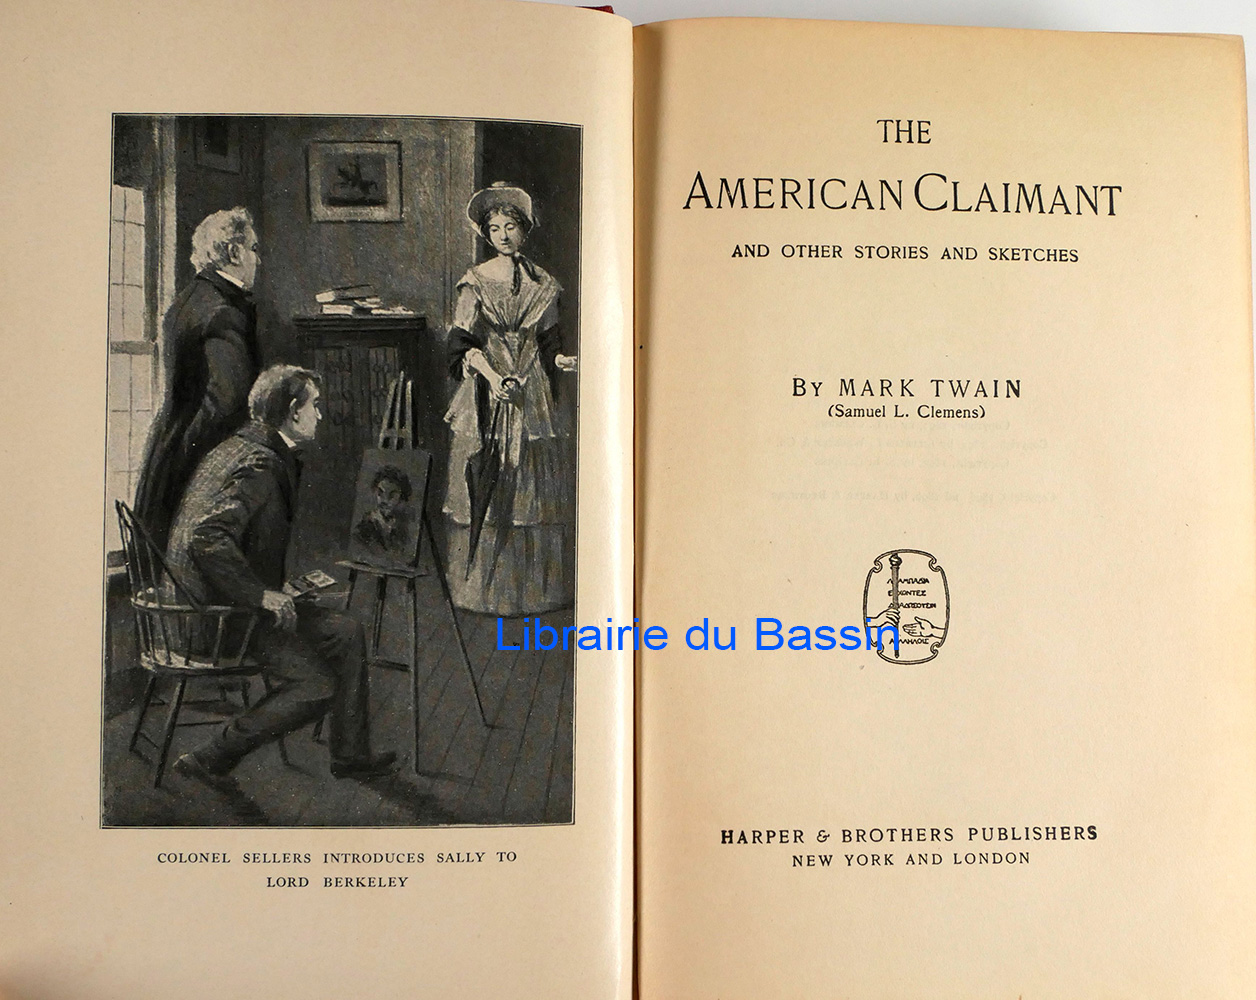 COLONEL SELLERS INTRODUCES SALLY TO
LORD BERKELEY
THE
AMERICAN CLAIMANT
AND OTHER STORIES AND SKETCHES
BY MARK TWAIN
(Samuel L. Clemens)
HARPER & BROTHERS PUBLISHERS
NEW YORK AND LONDON
Librairie du Bassin